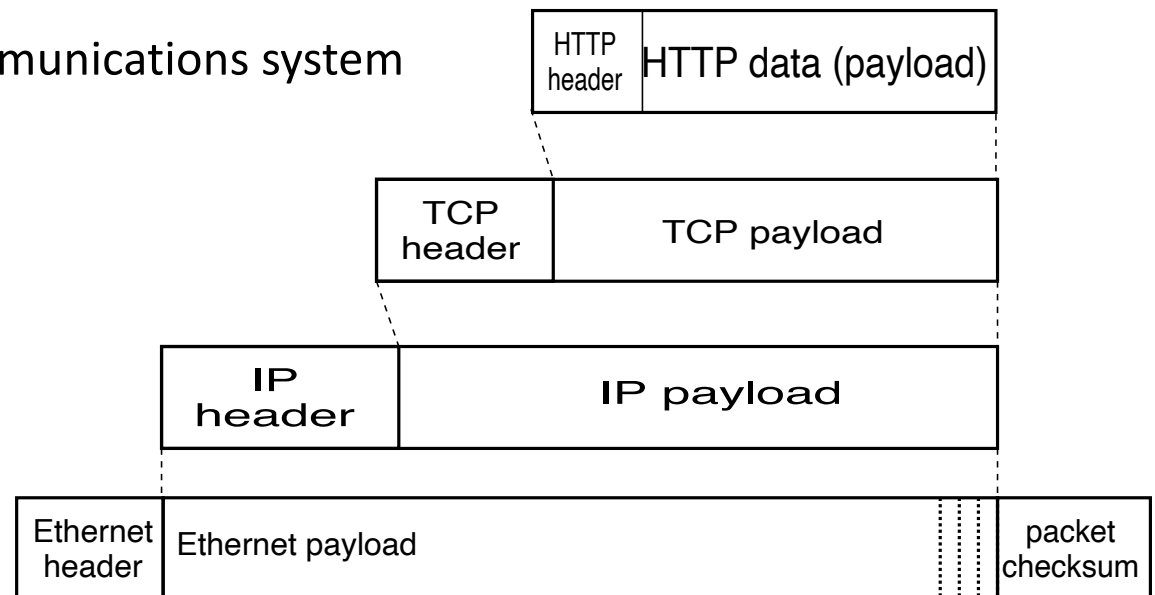 munications system
HTTP
header
HTTP data (payload)
TCP
header
TCP payload
IP
header
IP payload
Ethernet
header
Ethernet payload
packet
checksum